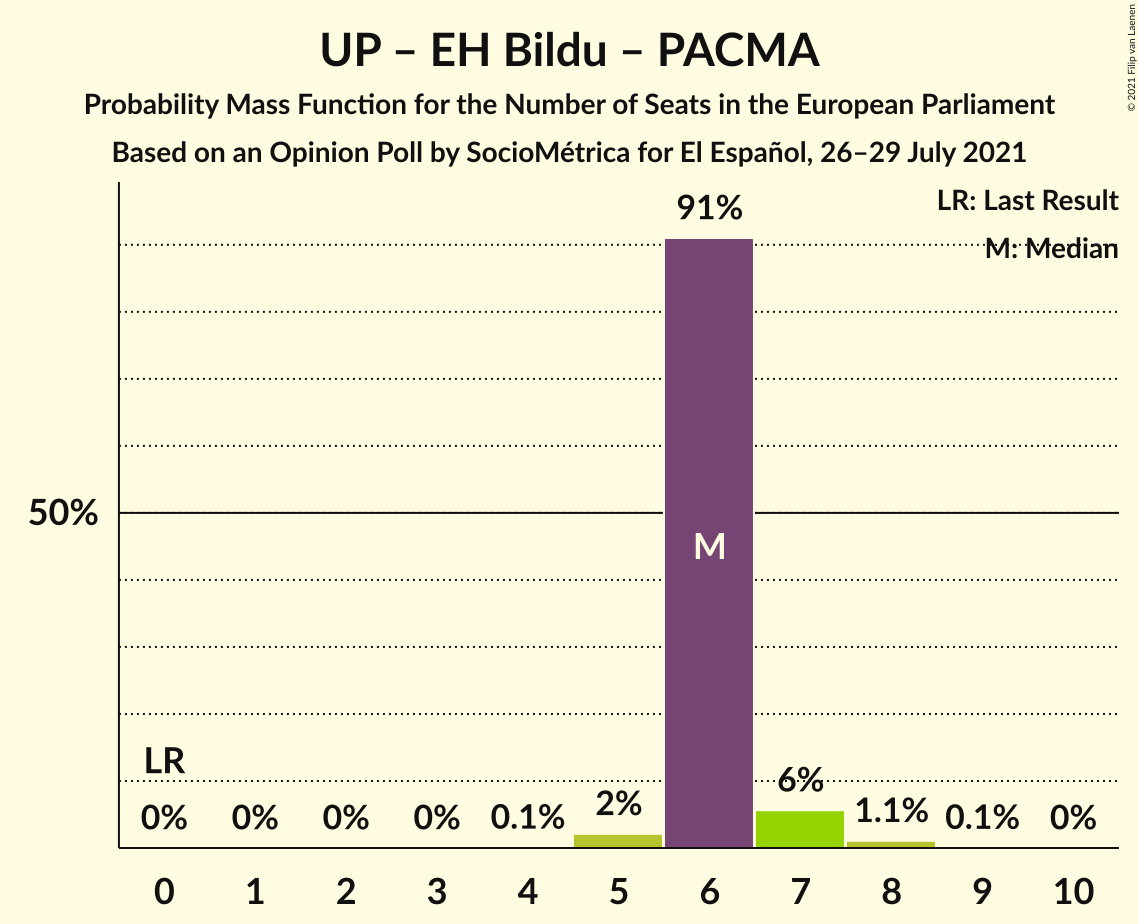 UP – EH Bildu – PACMA
Probability Mass Function for the Number of Seats in the European Parliament
Based on an Opinion Poll by SocioMétrica for El Español, 26–29 July 2021
© 2021 Filip van Laenen
LR: Last Result
M: Median
91%
50%
M
LR
0% 0% 0% 0% 0.1% 2% 6% 1.1% 0.1% 0%
0 1 2 3 4 5 6 7 8 9 10